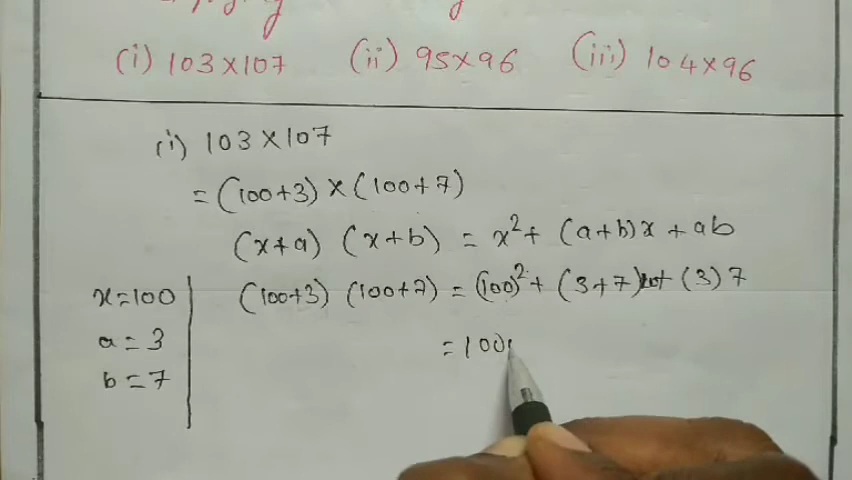 (i) 103×107 (ii) 95×96 (iii) 104×96
(i) 103×107
=(100+3)×(100+7)
(x+a) (x+b) = x²+ (a+b)x + ab
x=100 (100+3) (100+7) = (100)²+ (3+7)100+ (3) 7
a=3 =100
b=7